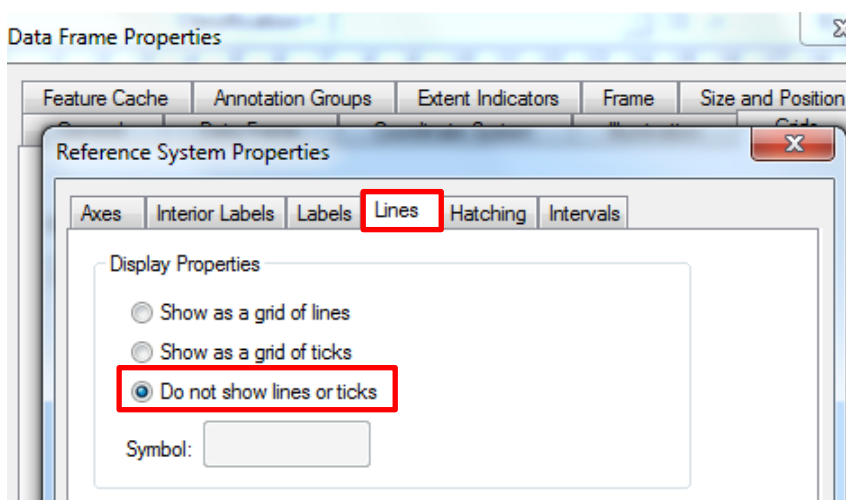 Data Frame Properties
Feature Cache Annotation Groups Extent Indicators Frame Size and Position
Grids
Reference System Properties
Axes Interior Labels Labels Lines Hatching Intervals
Display Properties
Show as a grid of lines
Show as a grid of ticks
Do not show lines or ticks
Symbol: